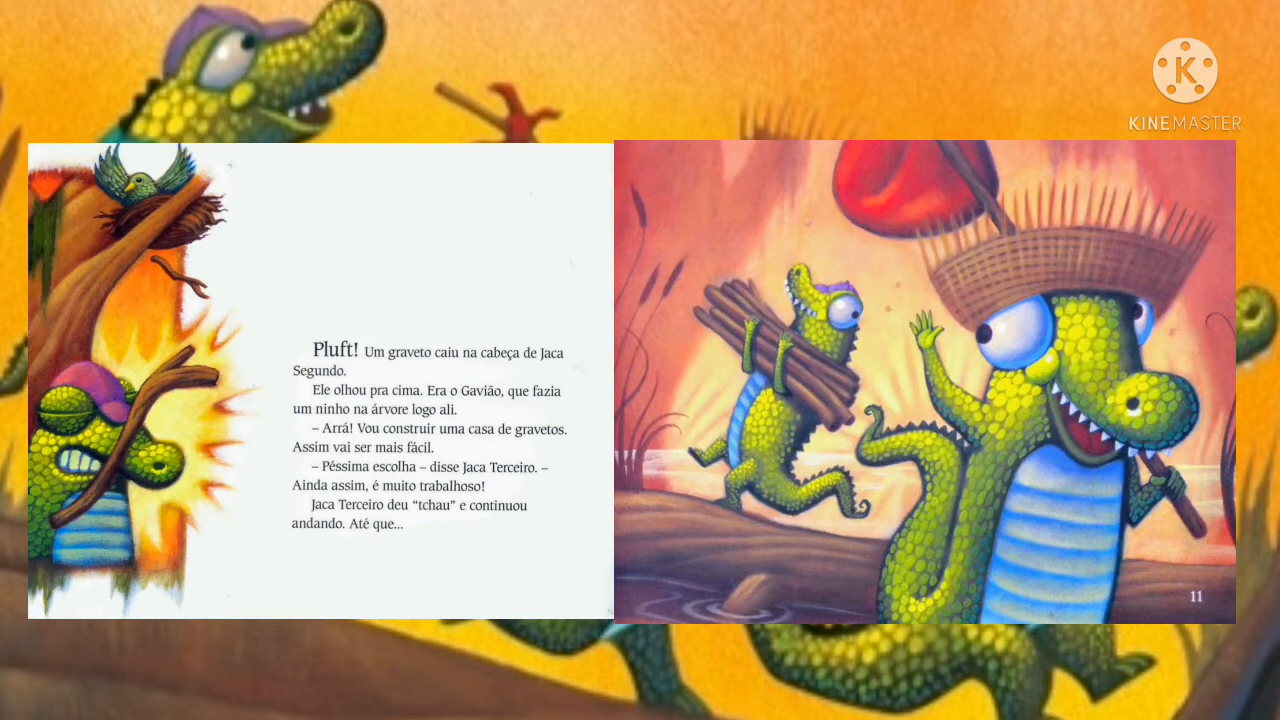 K
KINEMASTER
Pluft! Um graveto caiu na cabeça de Jaca
Segundo.
Ele olhou pra cima. Era o Gavião, que fazia
um ninho na árvore logo ali.
– Arrá! Vou construir uma casa de gravetos.
Assim vai ser mais fácil.
– Péssima escolha – disse Jaca Terceiro. –
Ainda assim, é muito trabalhoso!
Jaca Terceiro deu “tchau” e continuou
andando. Até que...
11